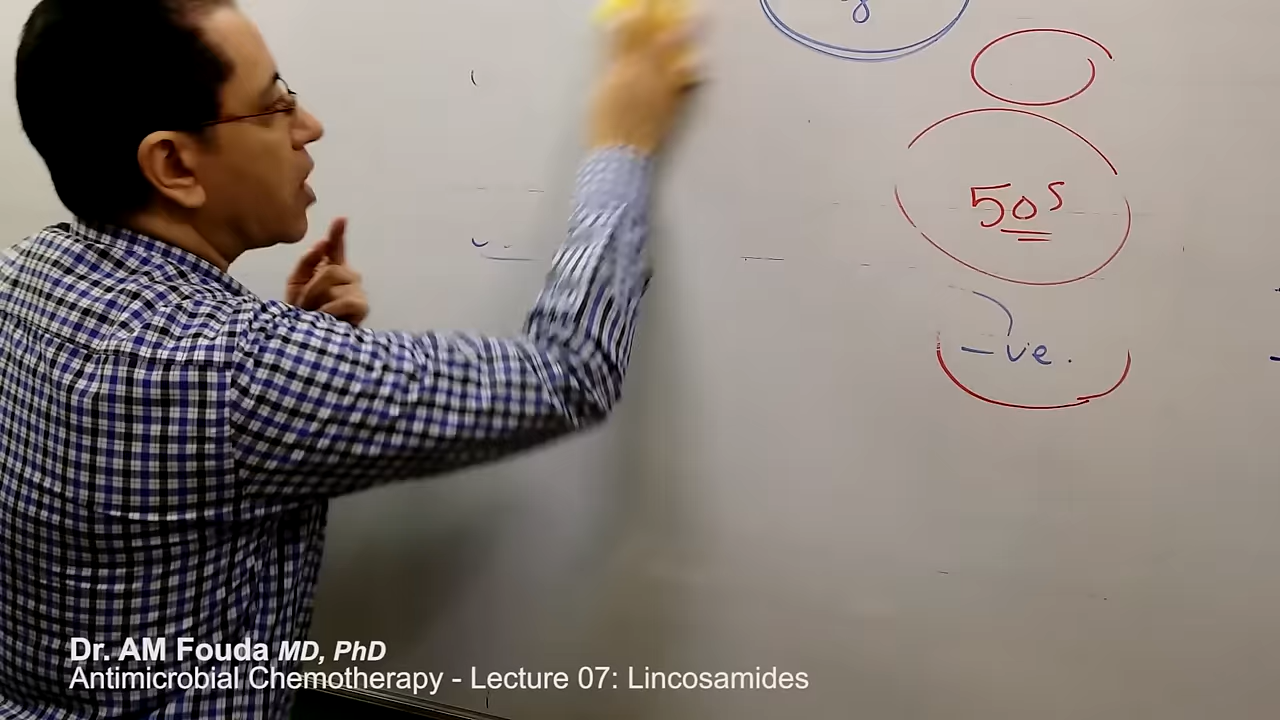 50s
-ve.
Dr. AM Fouda MD, PhD
Antimicrobial Chemotherapy - Lecture 07: Lincosamides